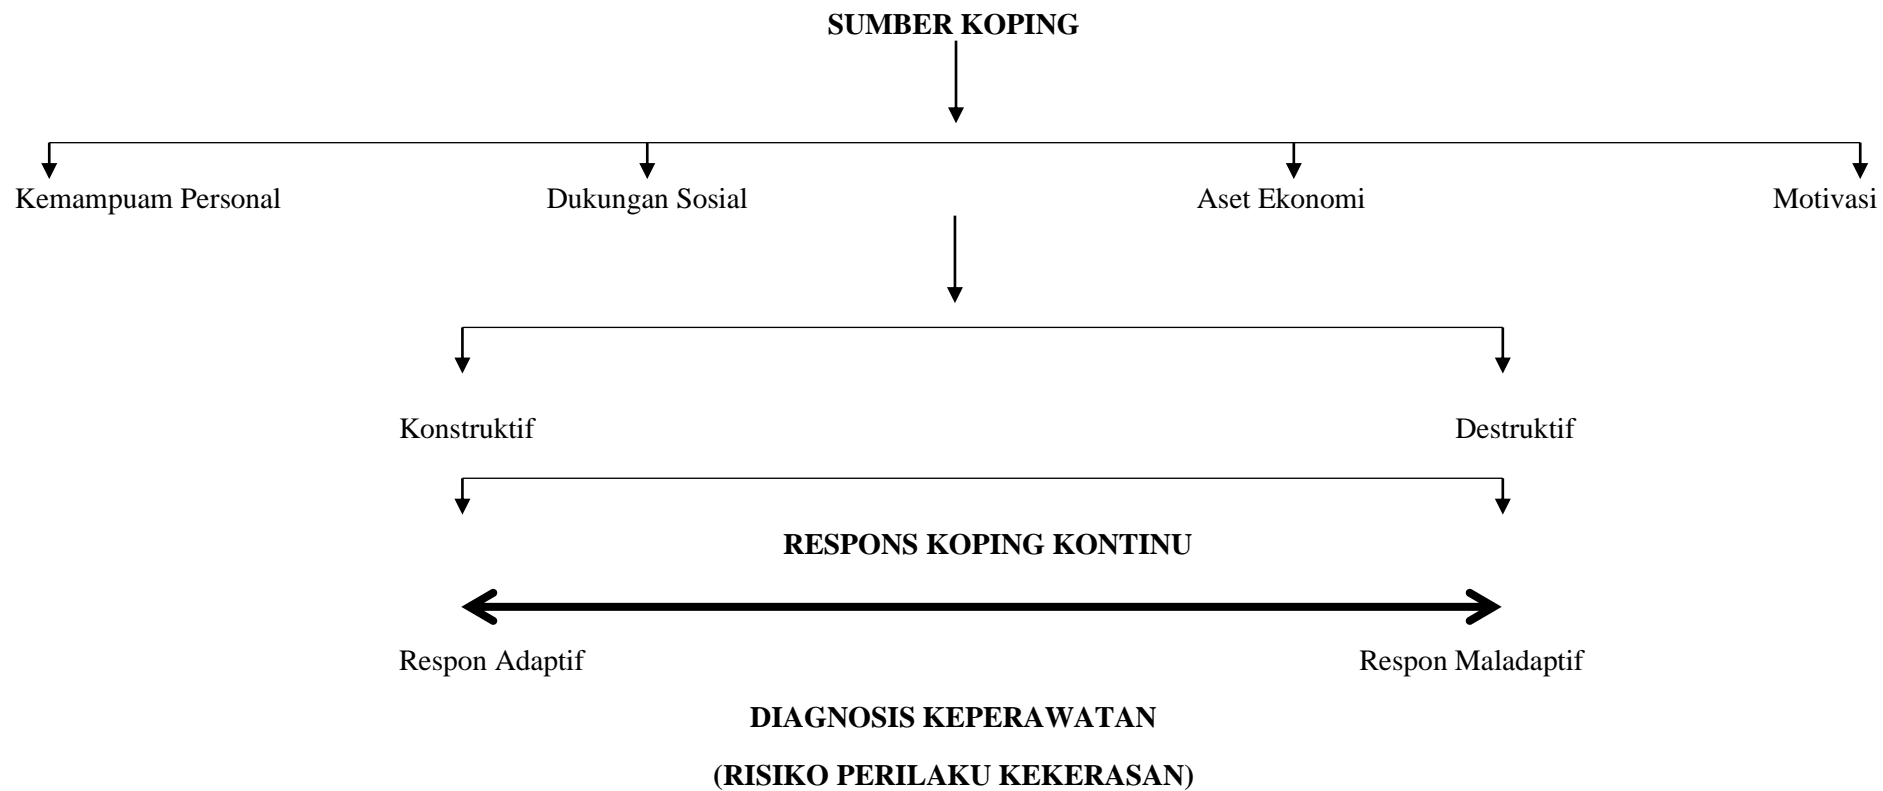 SUMBER KOPING
Kemampuam Personal Dukungan Sosial Aset Ekonomi Motivasi
Konstruktif Destruktif
RESPONS KOPING KONTINU
Respon Adaptif Respon Maladaptif
DIAGNOSIS KEPERAWATAN
(RISIKO PERILAKU KEKERASAN)